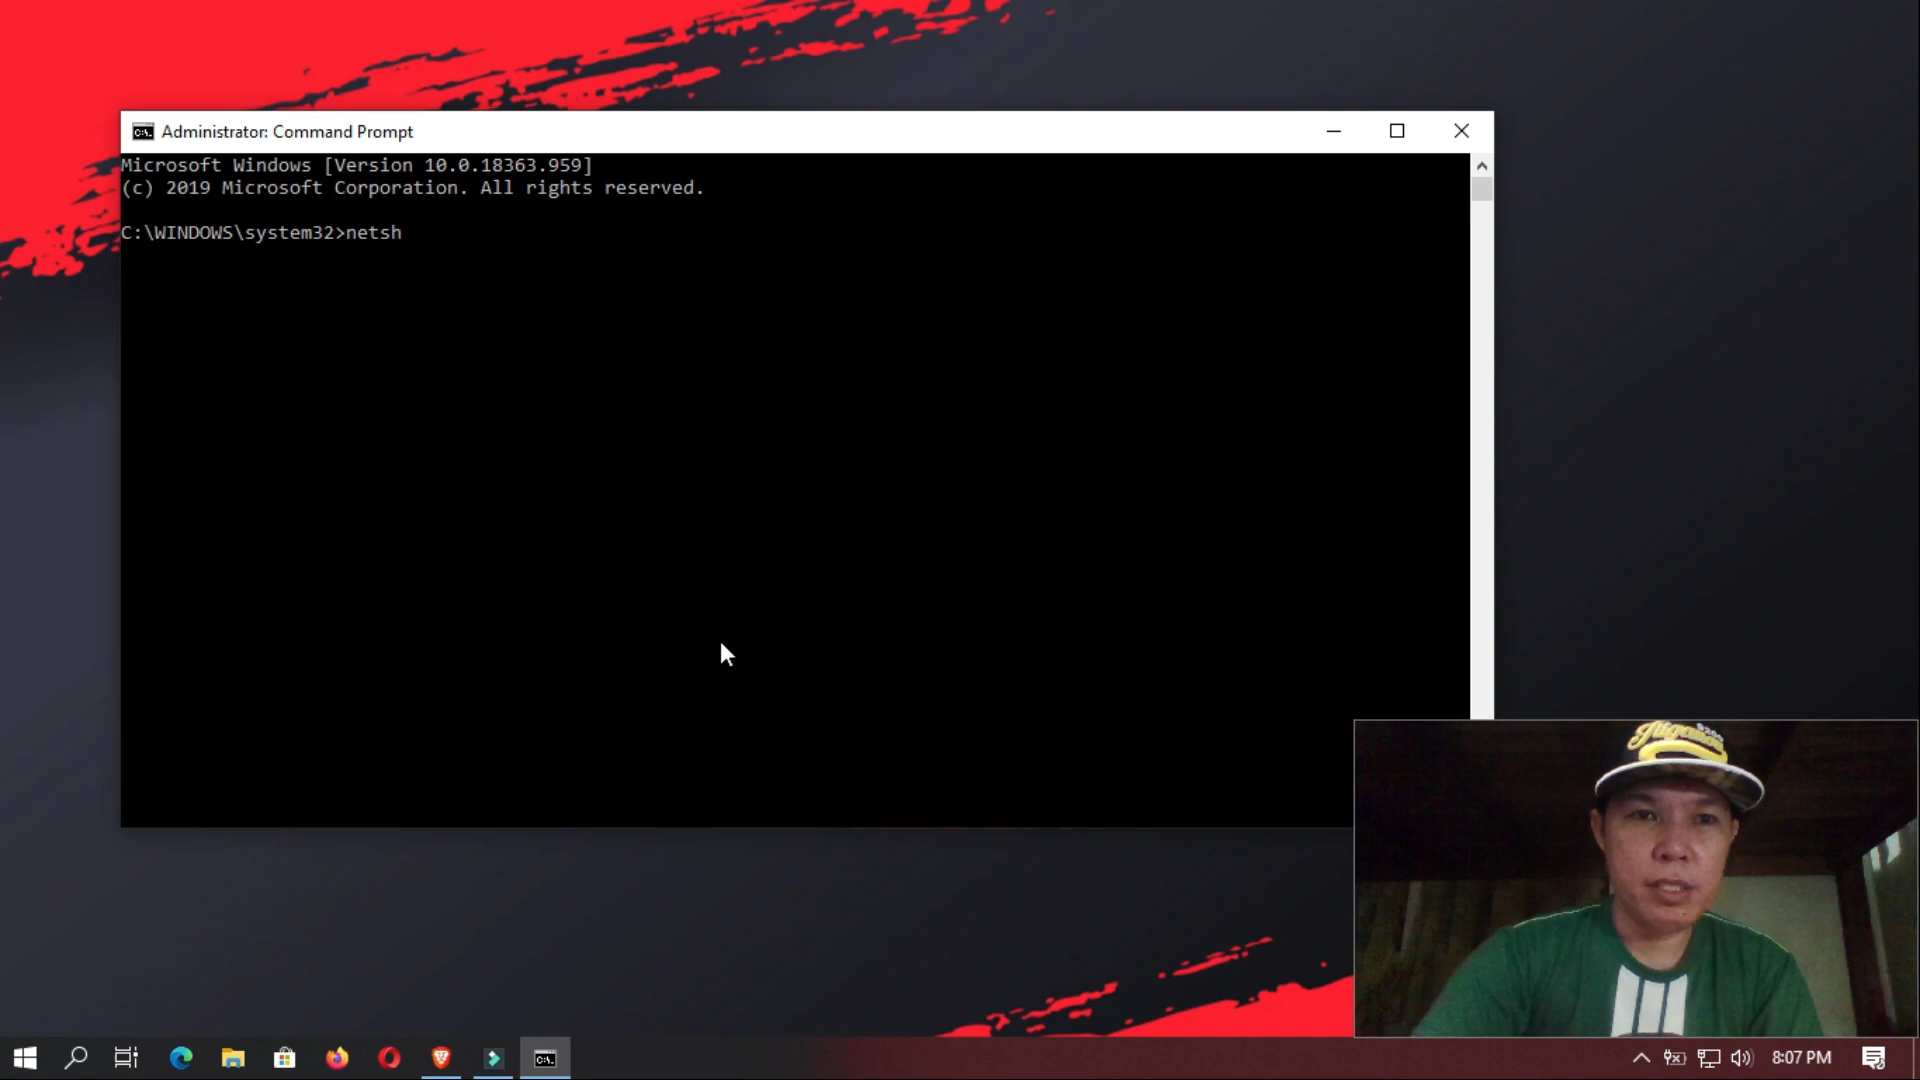 Administrator: Command Prompt
Microsoft Windows [Version 10.0.18363.959]
(c) 2019 Microsoft Corporation. All rights reserved.
C:\WINDOWS\system32>netsh
9200
8:07 PM